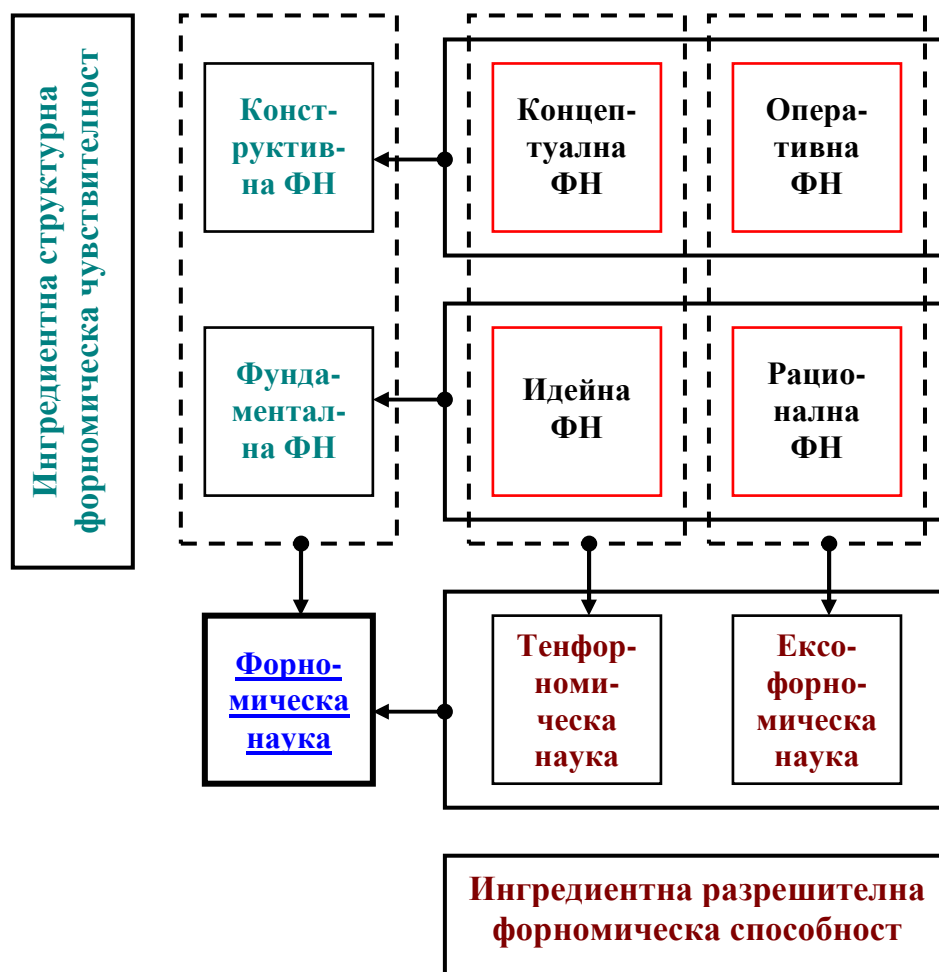 Ингредиентна структурна
форномическа чувствителност
Конст-
руктив-
на ФН
Концеп-
туална
ФН
Опера-
тивна
ФН
Фунда-
ментал-
на ФН
Идейна
ФН
Рацио-
нална
ФН
Форно-
мическа
наука
Тенфор-
номи-
ческа
наука
Ексо-
форно-
мическа
наука
Ингредиентна разрешителна
форномическа способност